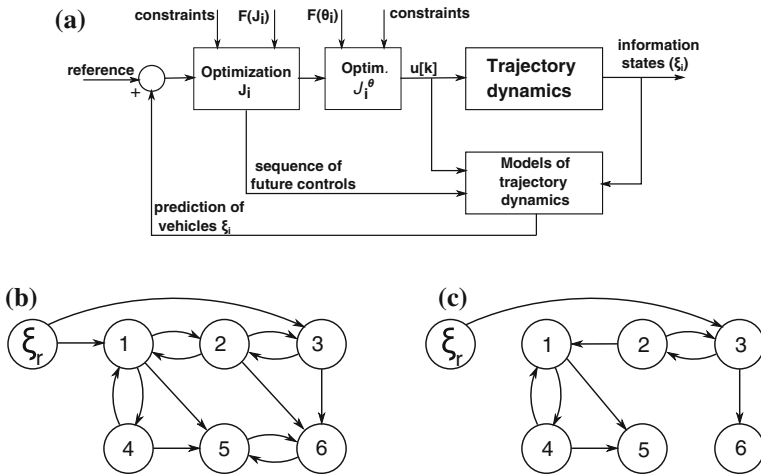 (a)
constraints
F(Jᵢ)
F(θᵢ)
constraints
reference
+
Optimization
Jᵢ
Optim.
𝒥ᵢ^θ
u[k]
Trajectory
dynamics
information
states (ξᵢ)
sequence of
future controls
Models of
trajectory
dynamics
prediction of
vehicles ξᵢ
(b)
ξᵣ
1
2
3
4
5
6
(c)
ξᵣ
1
2
3
4
5
6